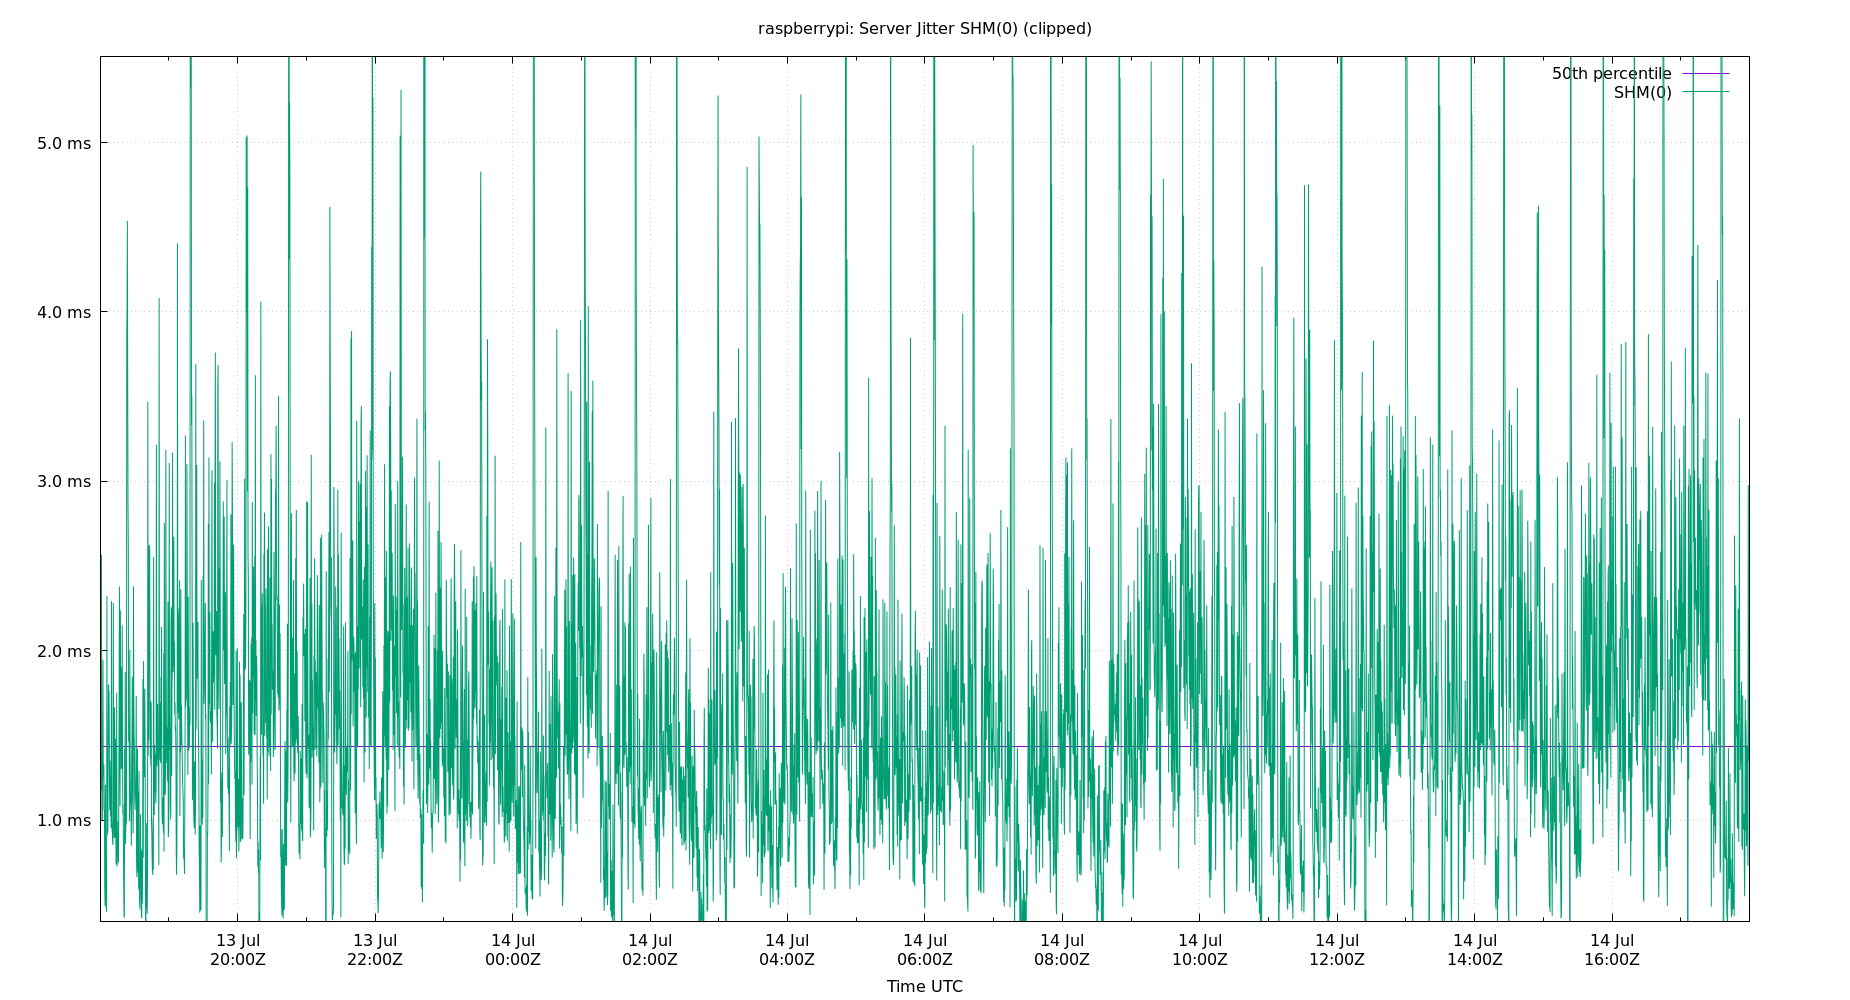 raspberrypi: Server Jitter SHM(0) (clipped)
50th percentile
SHM(0)
5.0 ms
4.0 ms
3.0 ms
2.0 ms
1.0 ms
13 Jul 13 Jul 14 Jul 14 Jul 14 Jul 14 Jul 14 Jul 14 Jul 14 Jul 14 Jul 14 Jul
20:00Z 22:00Z 00:00Z 02:00Z 04:00Z 06:00Z 08:00Z 10:00Z 12:00Z 14:00Z 16:00Z
Time UTC